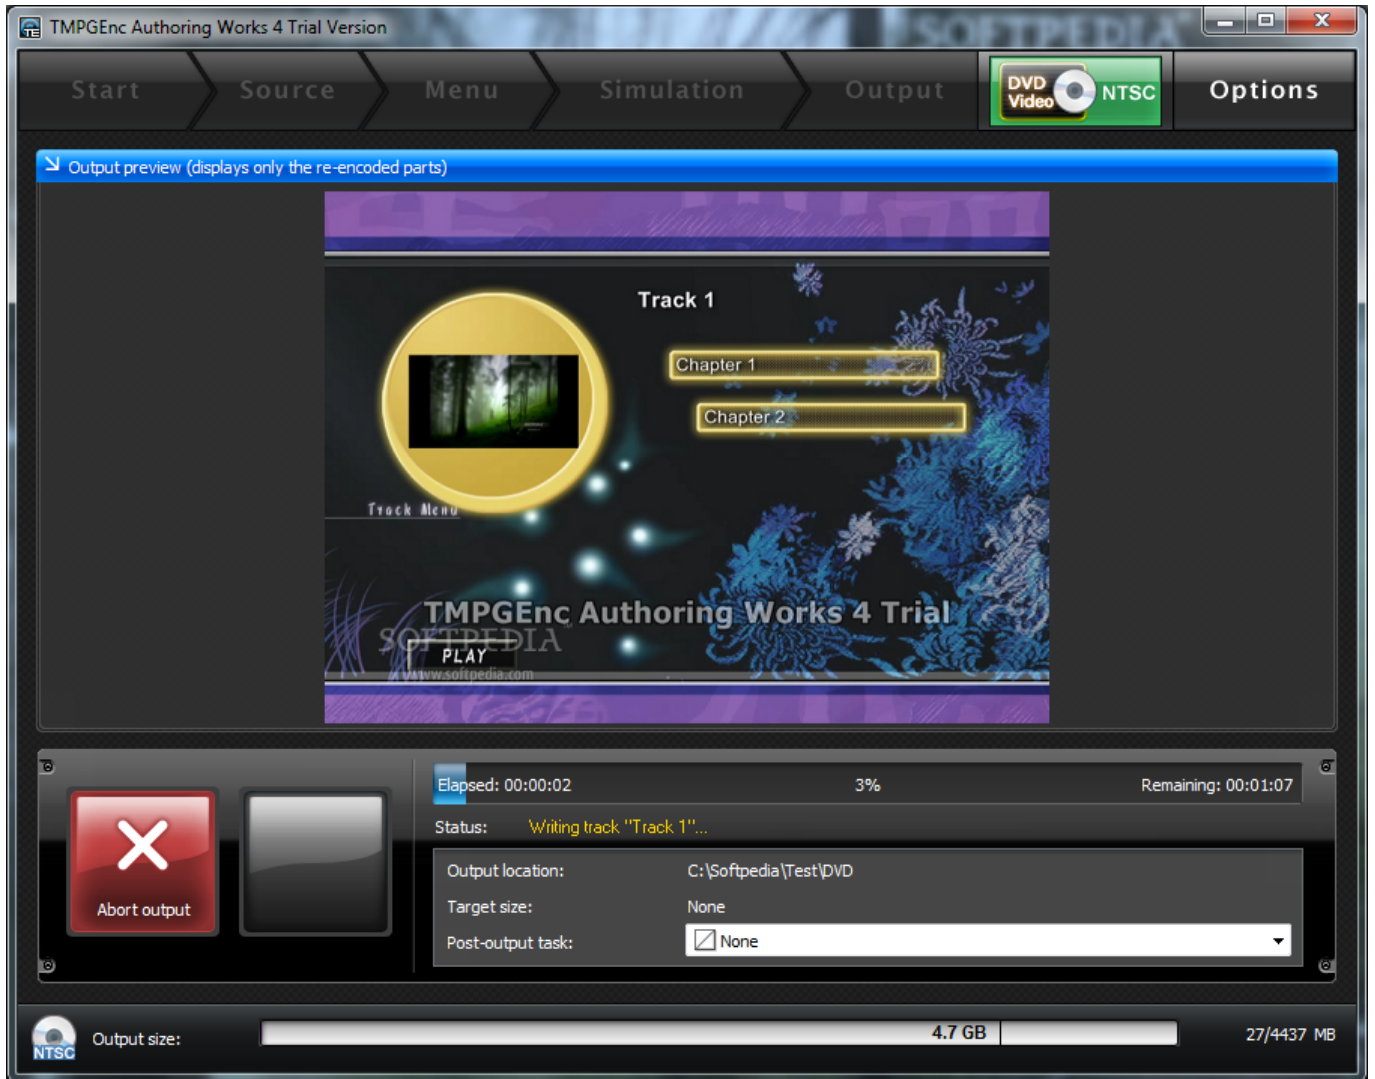 TMPGEnc Authoring Works 4 Trial Version
SOFTPEDIA
Start
Source
Menu
Simulation
Output
DVD
Video
NTSC
Options
Output preview (displays only the re-encoded parts)
Track 1
Chapter 1
Chapter 2
Track Menu
TMPGEnc Authoring Works 4 Trial
SOFTPEDIA™
PLAY
www.softpedia.com
Elapsed: 00:00:02
3%
Remaining: 00:01:07
Status: Writing track "Track 1"...
Abort output
Output location: C:\Softpedia\Test\DVD
Target size: None
Post-output task: None
NTSC
Output size:
4.7 GB
27/4437 MB